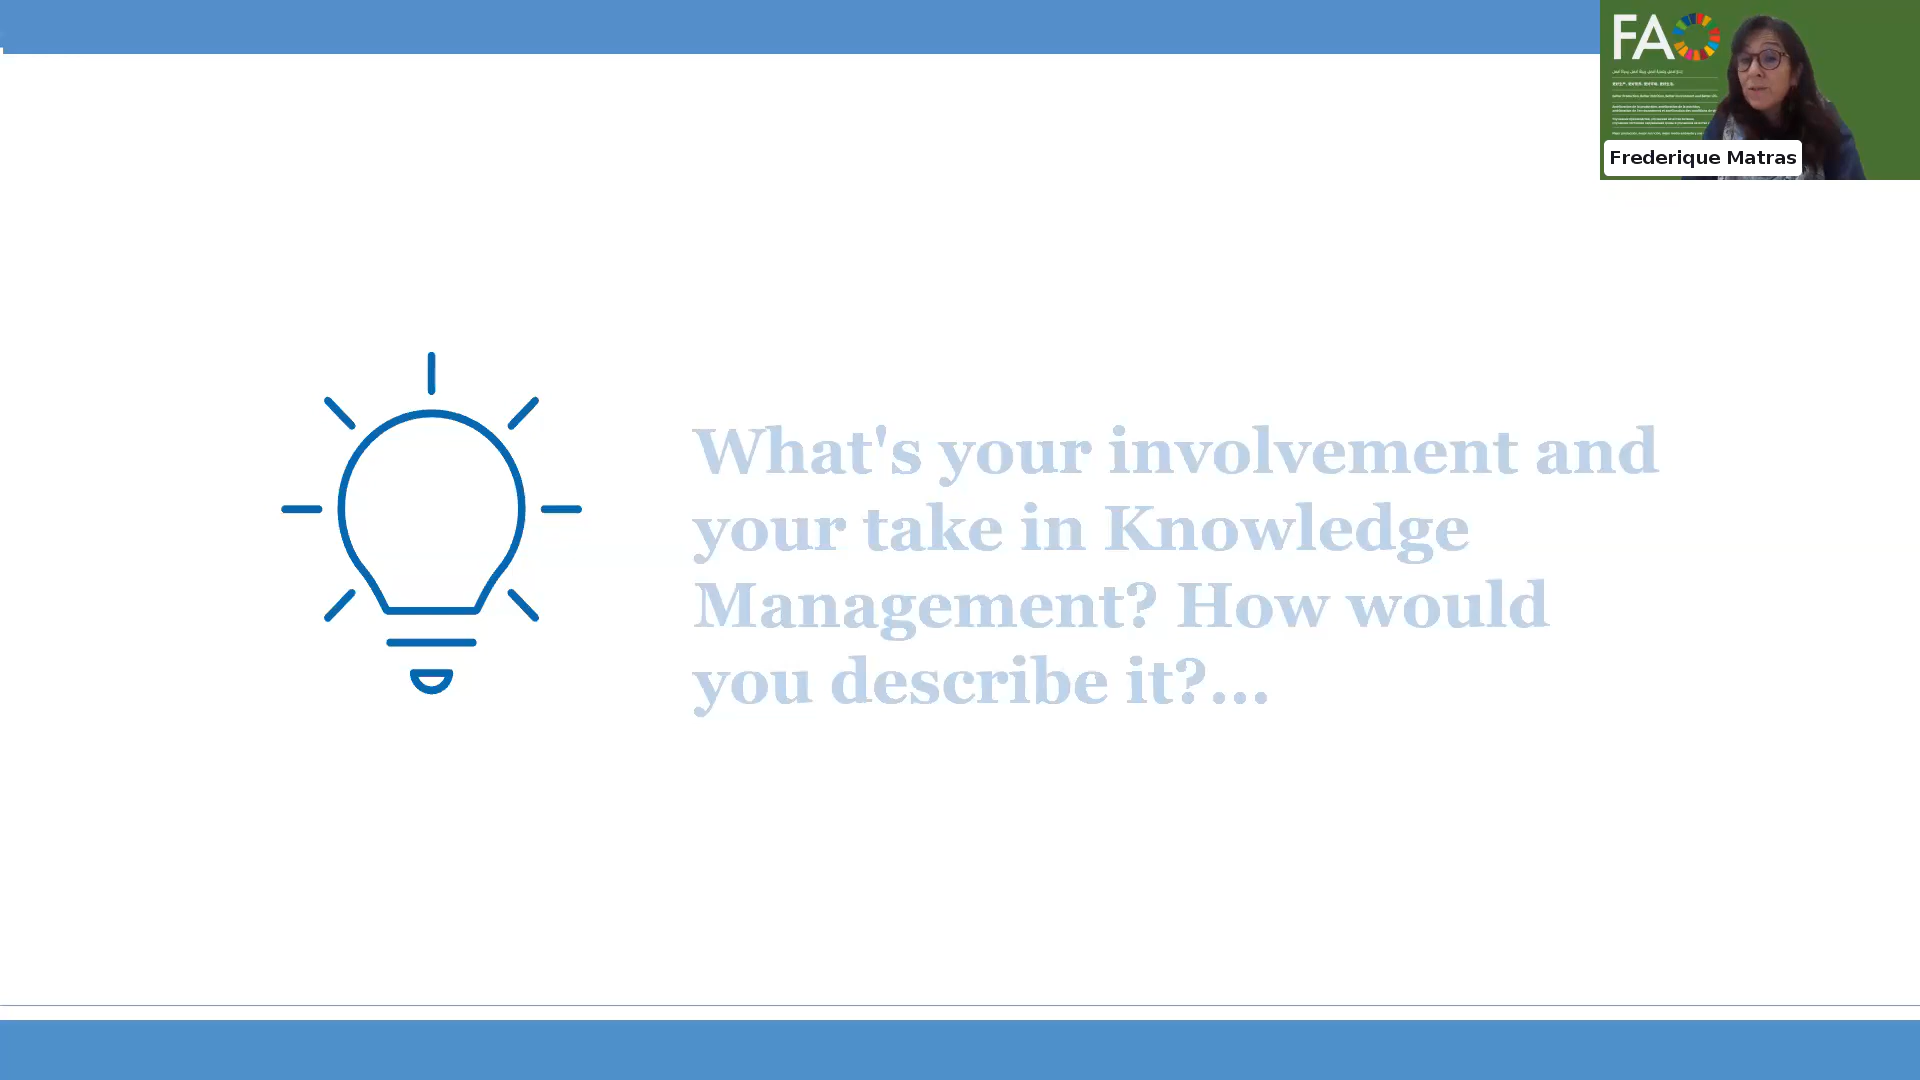 FAO
Frederique Matras
What's your involvement and
your take in Knowledge
Management? How would
you describe it?...